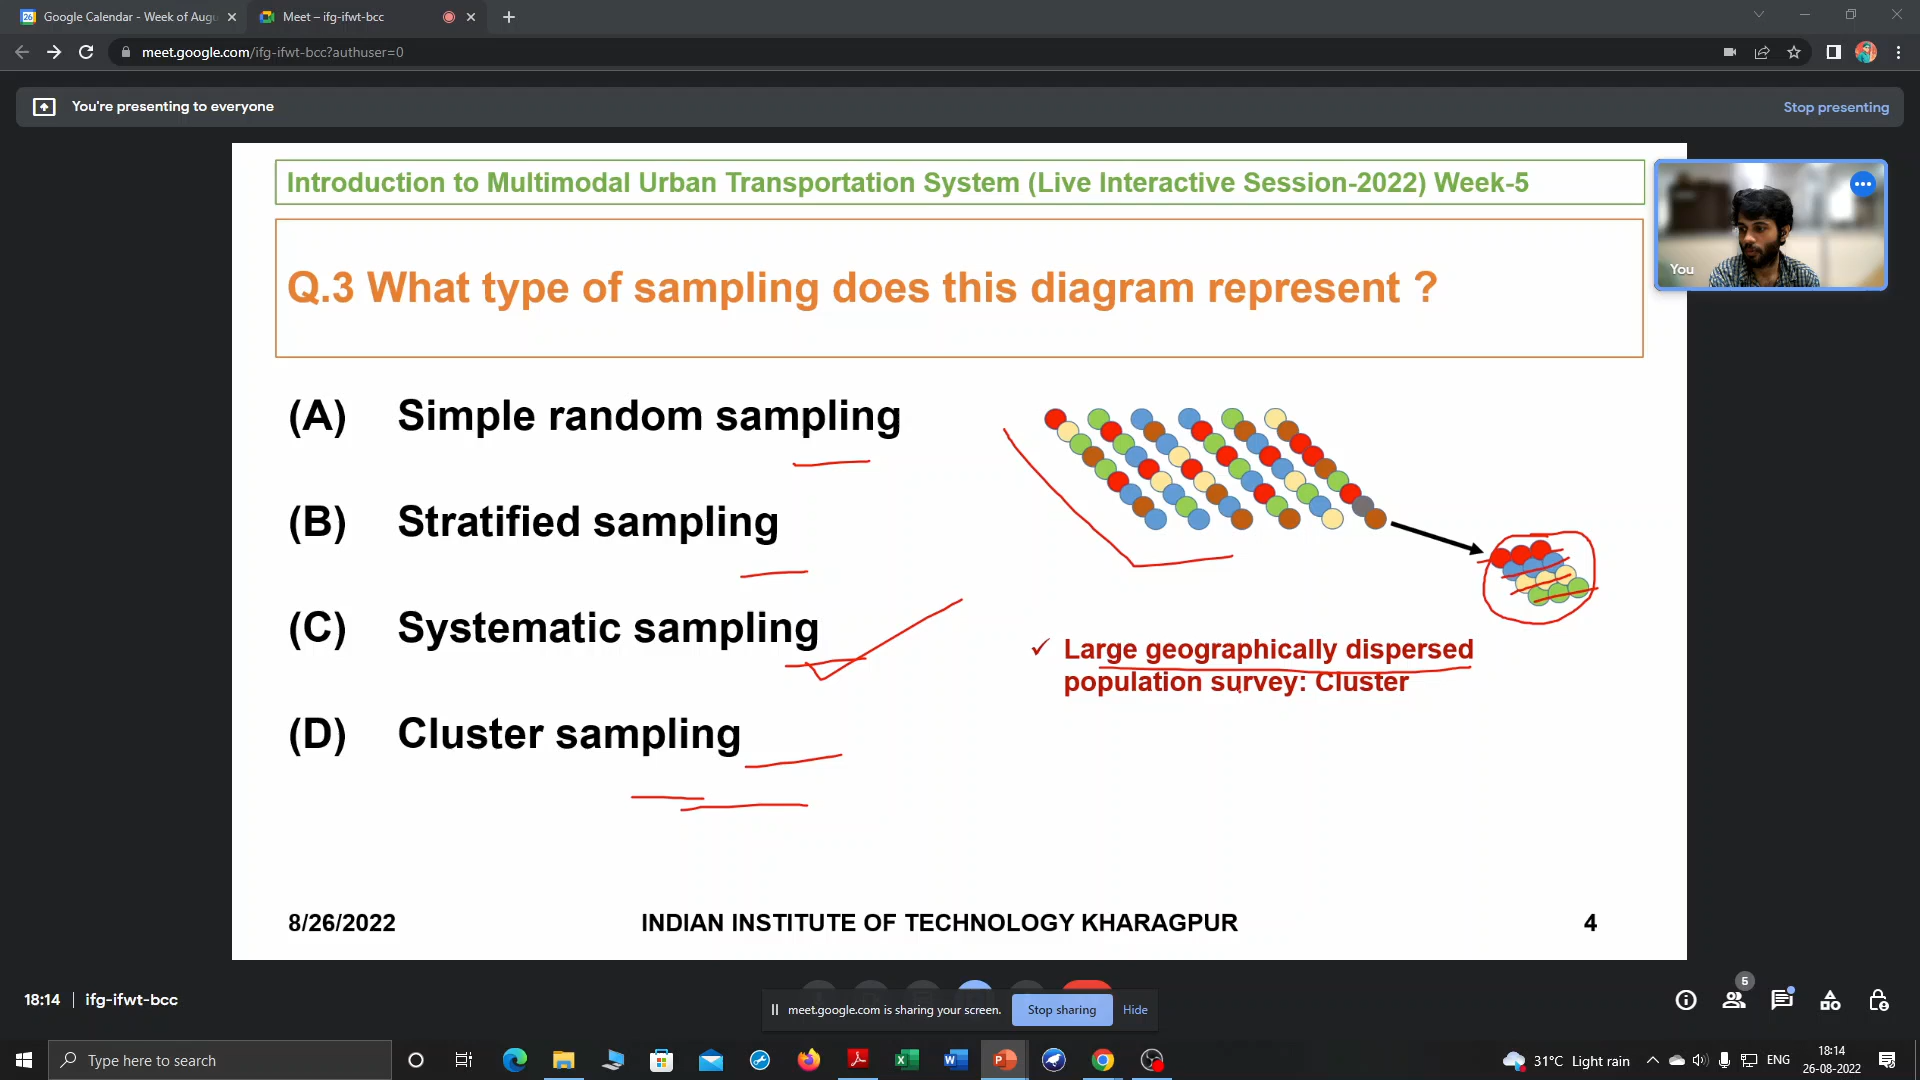 Google Calendar - Week of Augu
Meet – ifg-ifwt-bcc
meet.google.com/ifg-ifwt-bcc?authuser=0
You're presenting to everyone
Stop presenting
Introduction to Multimodal Urban Transportation System (Live Interactive Session-2022) Week-5
You
Q.3 What type of sampling does this diagram represent ?
(A) Simple random sampling
(B) Stratified sampling
(C) Systematic sampling
(D) Cluster sampling
✓ Large geographically dispersed
population survey: Cluster
8/26/2022 INDIAN INSTITUTE OF TECHNOLOGY KHARAGPUR 4
18:14 | ifg-ifwt-bcc
meet.google.com is sharing your screen. Stop sharing Hide
5
Type here to search
31°C Light rain
ENG
18:14
26-08-2022